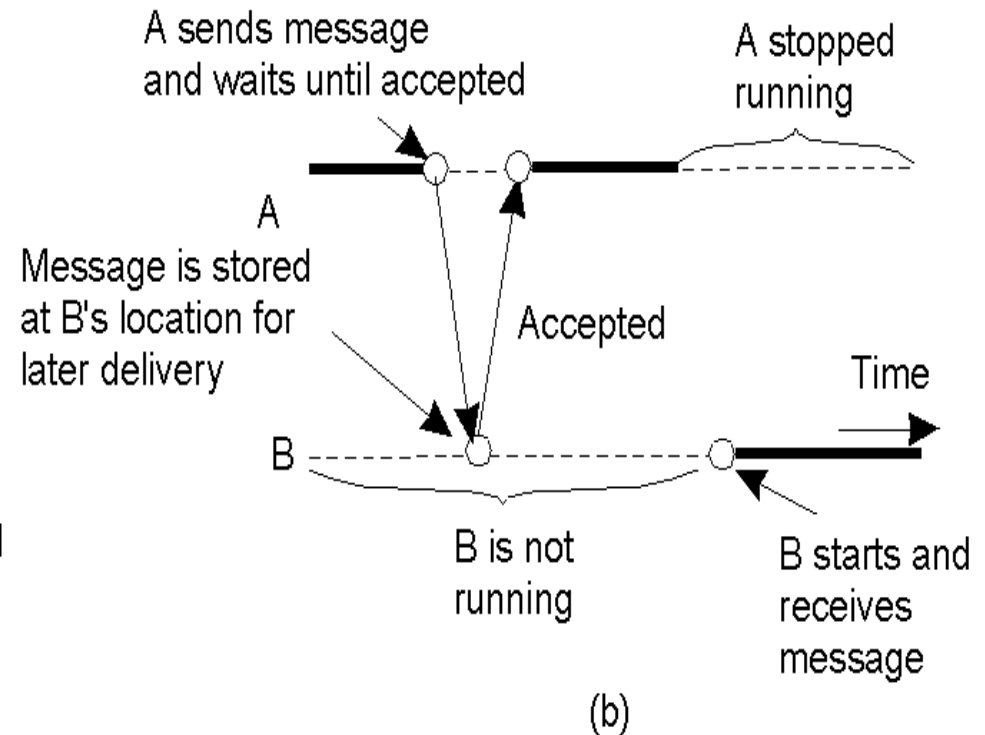 A sends message
and waits until accepted
A stopped
running
A
Message is stored
at B's location for
later delivery
Accepted
Time
B
B is not
running
B starts and
receives
message
(b)